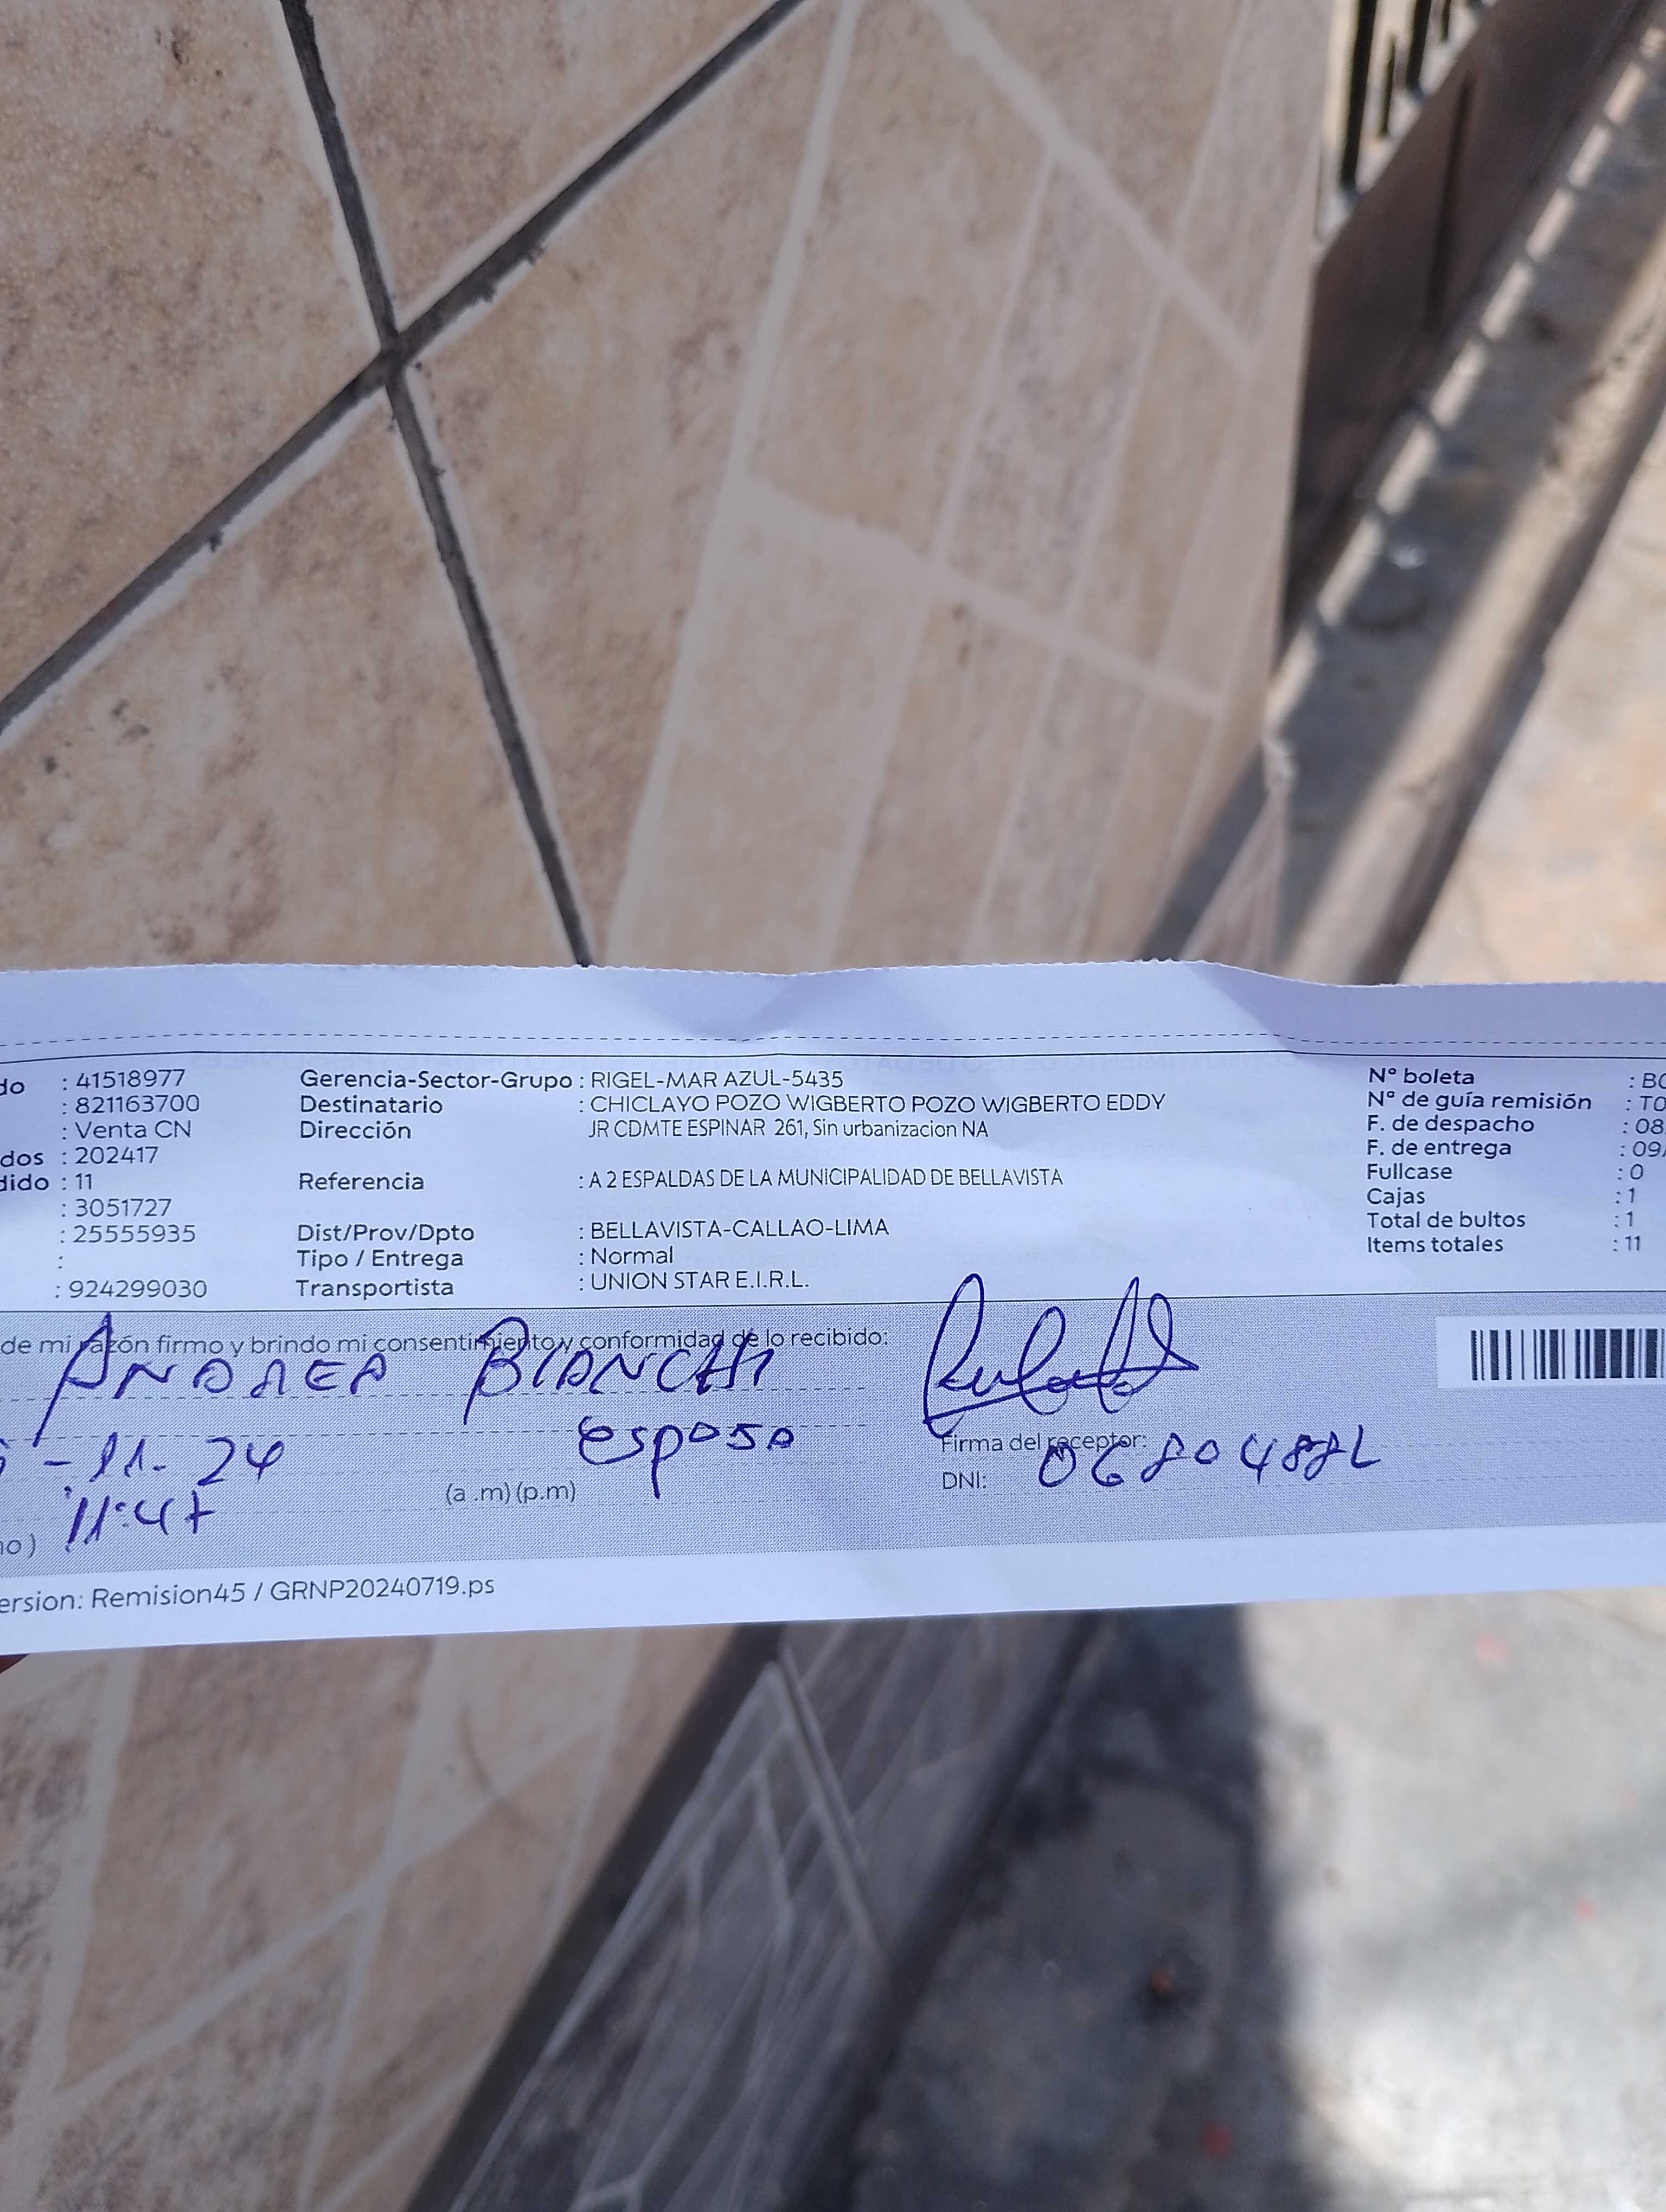 do : 41518977 Gerencia-Sector-Grupo : RIGEL-MAR AZUL-5435 N° boleta : B0
: 821163700 Destinatario : CHICLAYO POZO WIGBERTO POZO WIGBERTO EDDY N° de guía remisión : T0
: Venta CN Dirección JR CDMTE ESPINAR 261, Sin urbanizacion NA F. de despacho : 08
dos : 202417 F. de entrega : 09/
dido : 11 Referencia : A 2 ESPALDAS DE LA MUNICIPALIDAD DE BELLAVISTA Fullcase : 0
: 3051727 Cajas : 1
: 25555935 Dist/Prov/Dpto : BELLAVISTA-CALLAO-LIMA Total de bultos : 1
: Tipo / Entrega : Normal Items totales : 11
: 924299030 Transportista : UNION STAR E.I.R.L.
de mi razón firmo y brindo mi consentimiento y conformidad de lo recibido:
ANDREA BIANCHI
esposa
-11-24 Firma del receptor:
(a .m) (p.m) DNI:
11:47
no)
ersion: Remision45 / GRNP20240719.ps